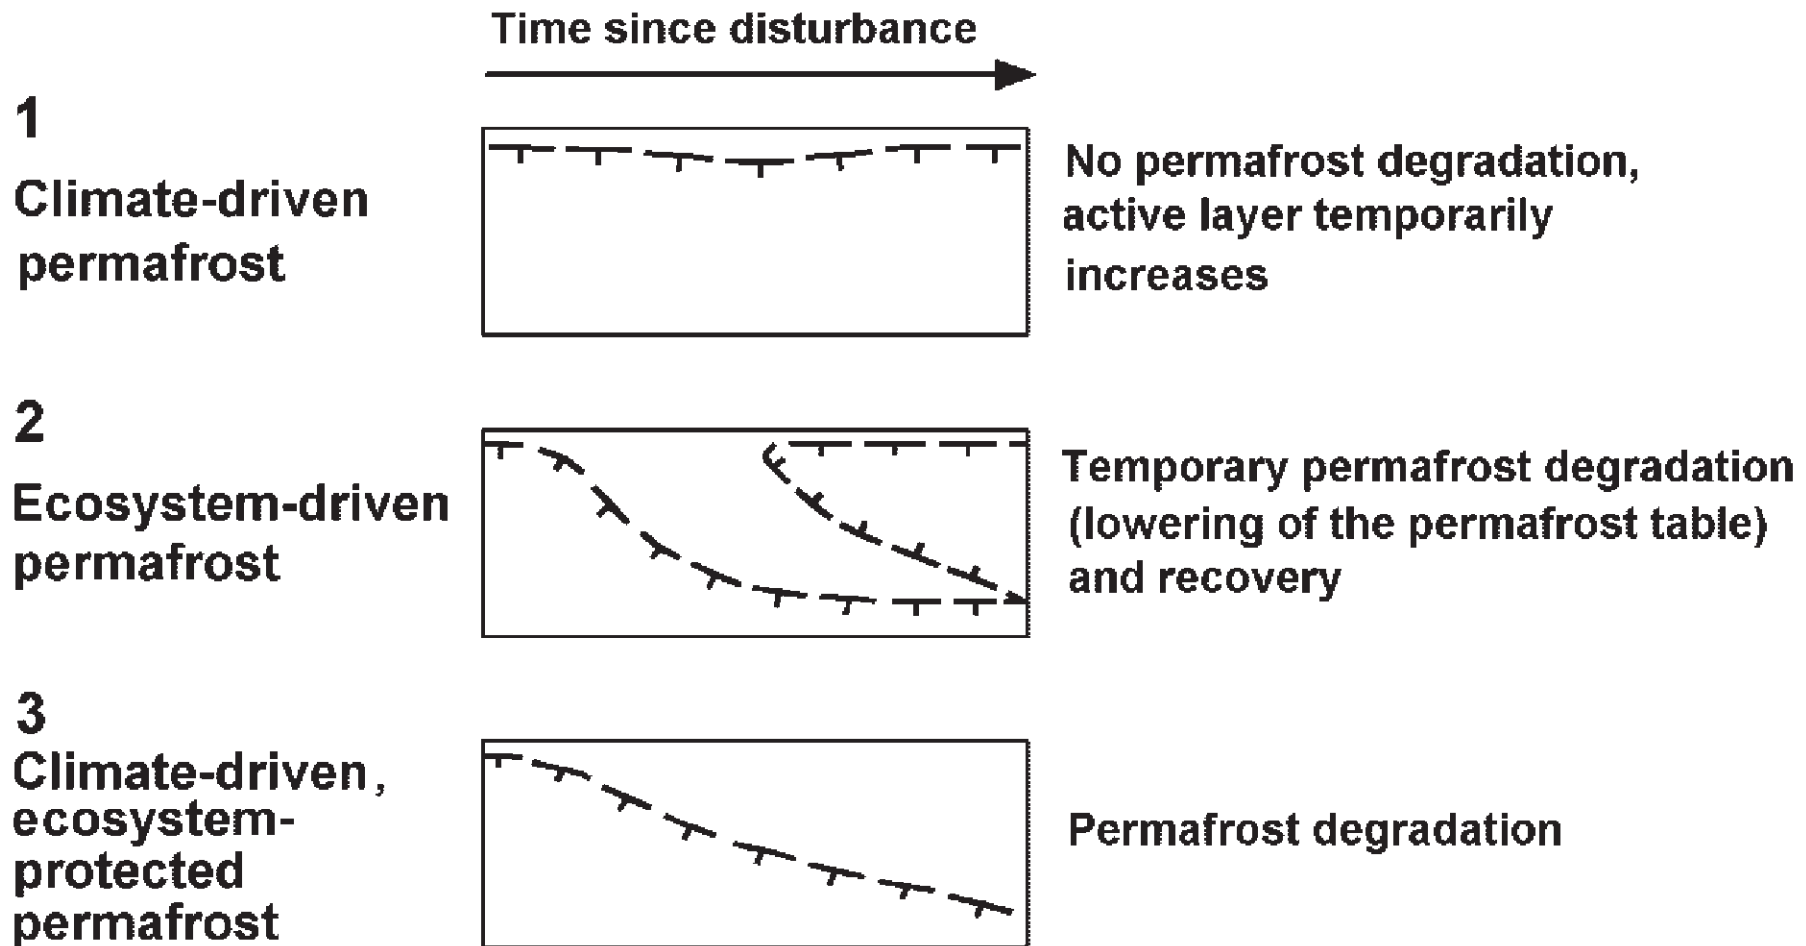 Time since disturbance
1
Climate-driven
permafrost
No permafrost degradation,
active layer temporarily
increases
2
Ecosystem-driven
permafrost
Temporary permafrost degradation
(lowering of the permafrost table)
and recovery
3
Climate-driven,
ecosystem-
protected
permafrost
Permafrost degradation